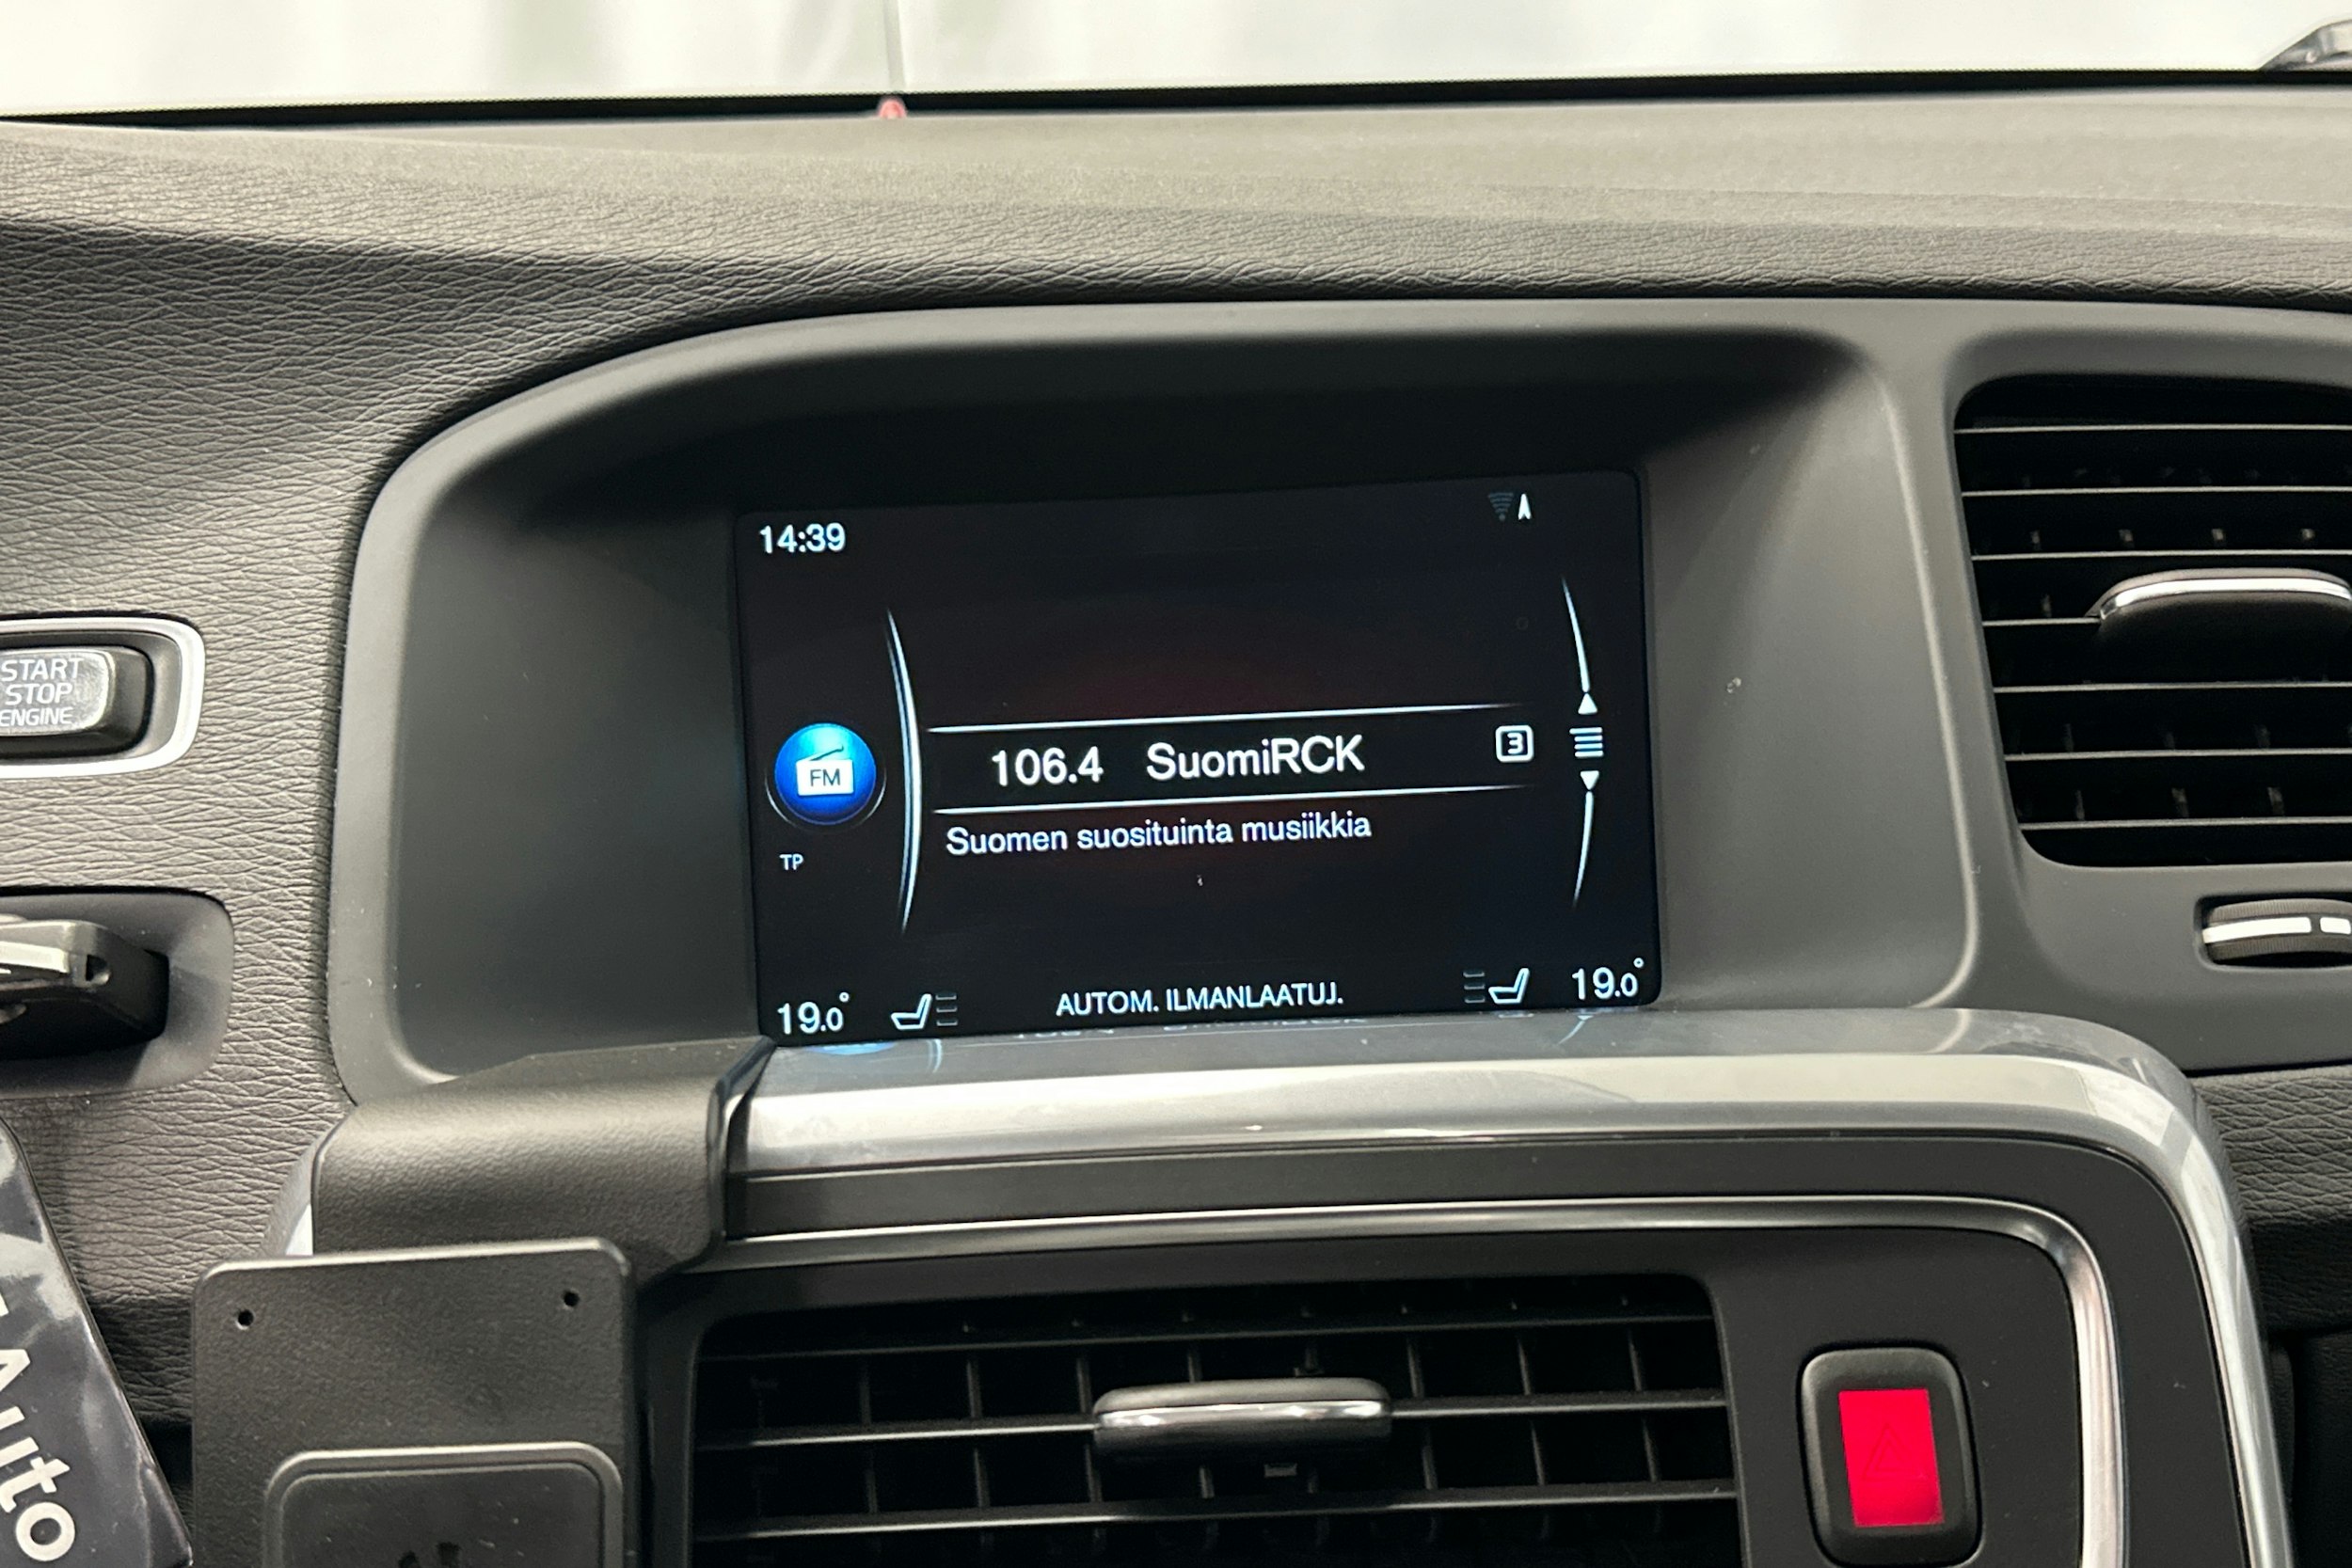 14:39
START
STOP
ENGINE
106.4 SuomiRCK 3
FM
Suomen suosituinta musiikkia
TP
19.0° AUTOM. ILMANLAATUJ. 19.0°
Auto